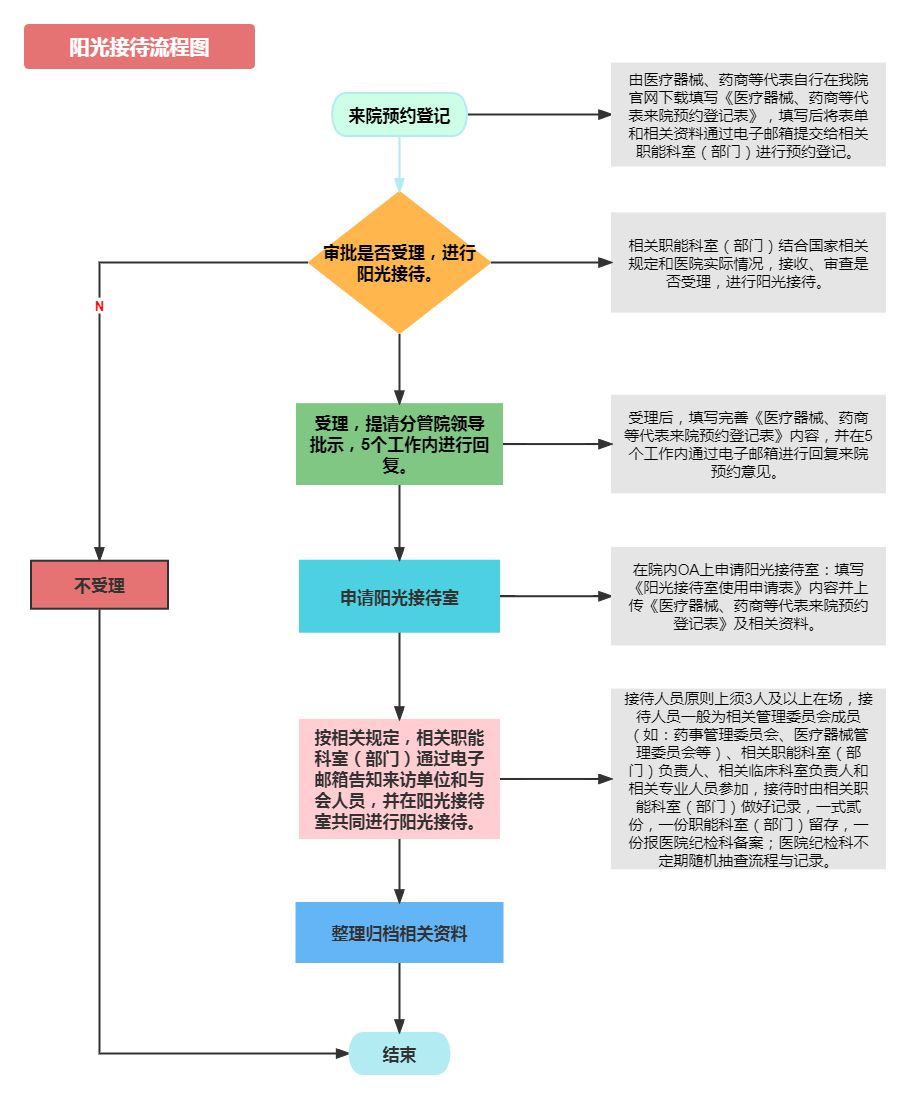 阳光接待流程图
来院预约登记
由医疗器械、药商等代表自行在我院
官网下载填写《医疗器械、药商等代
表来院预约登记表》，填写后将表单
和相关资料通过电子邮箱提交给相关
职能科室（部门）进行预约登记。
审批是否受理，进行
阳光接待。
相关职能科室（部门）结合国家相关
规定和医院实际情况，接收、审查是
否受理，进行阳光接待。
N
受理，提请分管院领导
批示，5个工作内进行回
复。
受理后，填写完善《医疗器械、药商
等代表来院预约登记表》内容，并在5
个工作内通过电子邮箱进行回复来院
预约意见。
不受理
申请阳光接待室
在院内OA上申请阳光接待室：填写
《阳光接待室使用申请表》内容并上
传《医疗器械、药商等代表来院预约
登记表》及相关资料。
按相关规定，相关职能
科室（部门）通过电子
邮箱告知来访单位和与
会人员，并在阳光接待
室共同进行阳光接待。
接待人员原则上须3人及以上在场，接
待人员一般为相关管理委员会成员
（如：药事管理委员会、医疗器械管
理委员会等）、相关职能科室（部
门）负责人、相关临床科室负责人和
相关专业人员参加，接待时由相关职
能科室（部门）做好记录，一式贰
份，一份职能科室（部门）留存，一
份报医院纪检科备案；医院纪检科不
定期随机抽查流程与记录。
整理归档相关资料
结束